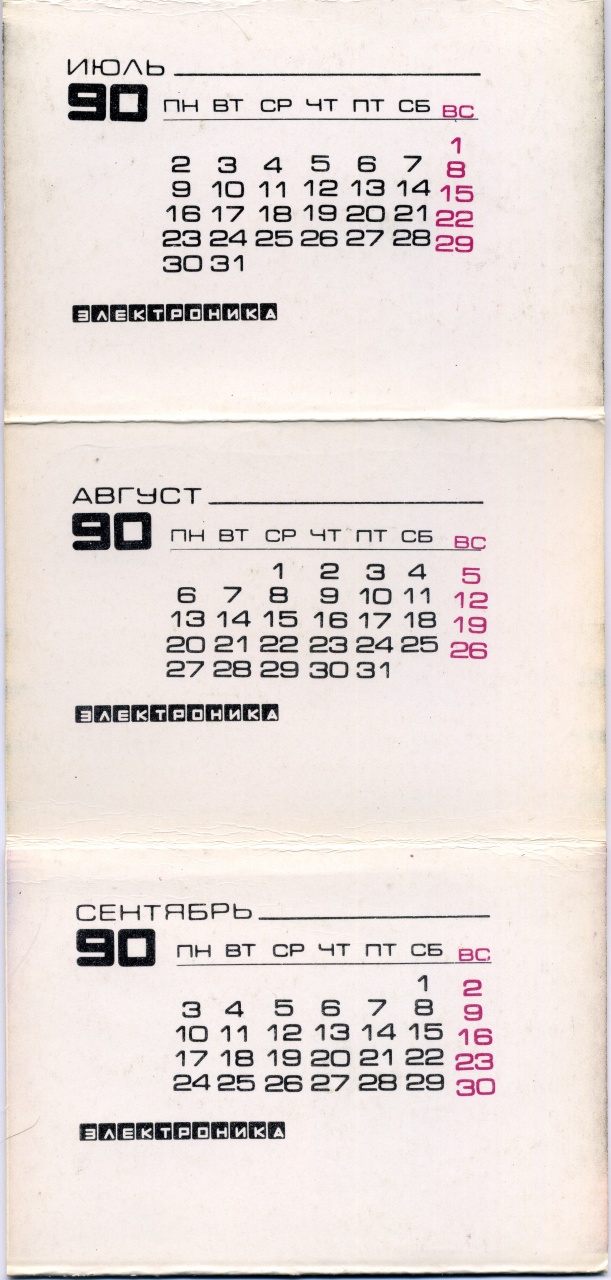 ИЮЛЬ
90 ПН ВТ СР ЧТ ПТ СБ ВС
1
2 3 4 5 6 7 8
9 10 11 12 13 14 15
16 17 18 19 20 21 22
23 24 25 26 27 28 29
30 31
ЭЛЕКТРОНИКА
АВГУСТ
90 ПН ВТ СР ЧТ ПТ СБ ВС
1 2 3 4 5
6 7 8 9 10 11 12
13 14 15 16 17 18 19
20 21 22 23 24 25 26
27 28 29 30 31
ЭЛЕКТРОНИКА
СЕНТЯБРЬ
90 ПН ВТ СР ЧТ ПТ СБ ВС
1 2
3 4 5 6 7 8 9
10 11 12 13 14 15 16
17 18 19 20 21 22 23
24 25 26 27 28 29 30
ЭЛЕКТРОНИКА